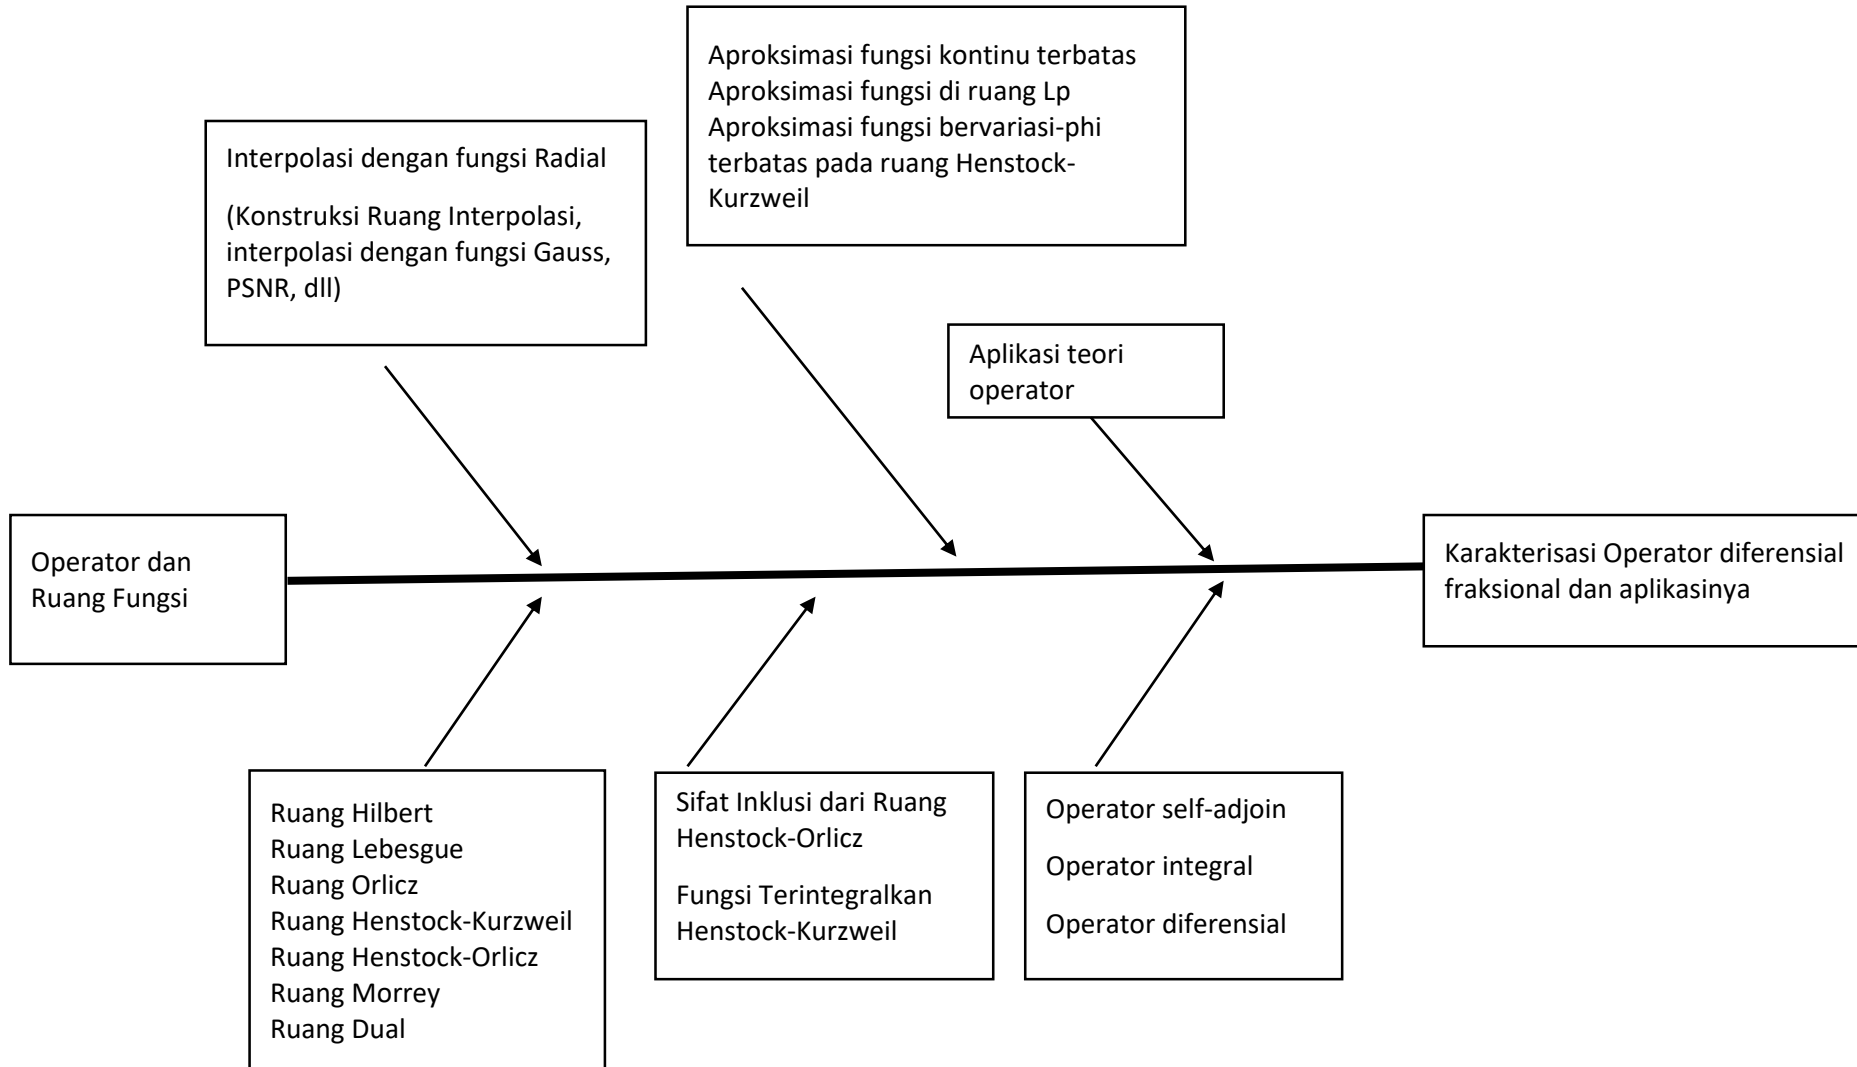 Aproksimasi fungsi kontinu terbatas
Aproksimasi fungsi di ruang Lp
Aproksimasi fungsi bervariasi-phi
terbatas pada ruang Henstock-
Kurzweil
Interpolasi dengan fungsi Radial
(Konstruksi Ruang Interpolasi,
interpolasi dengan fungsi Gauss,
PSNR, dll)
Aplikasi teori
operator
Operator dan
Ruang Fungsi
Karakterisasi Operator diferensial
fraksional dan aplikasinya
Ruang Hilbert
Ruang Lebesgue
Ruang Orlicz
Ruang Henstock-Kurzweil
Ruang Henstock-Orlicz
Ruang Morrey
Ruang Dual
Sifat Inklusi dari Ruang
Henstock-Orlicz
Fungsi Terintegralkan
Henstock-Kurzweil
Operator self-adjoin
Operator integral
Operator diferensial